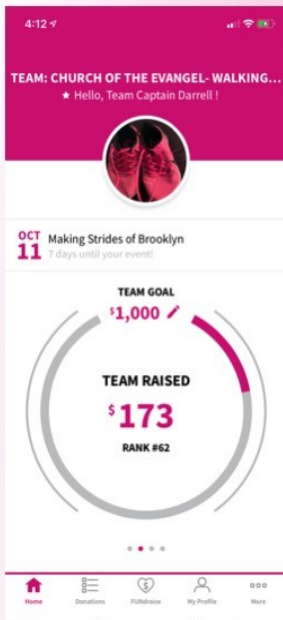 4:12
TEAM: CHURCH OF THE EVANGEL- WALKING...
★ Hello, Team Captain Darrell !
OCT
11
Making Strides of Brooklyn
7 days until your event!
TEAM GOAL
$1,000
TEAM RAISED
$173
RANK #62
Home
Donations
FUNdraise
My Profile
More